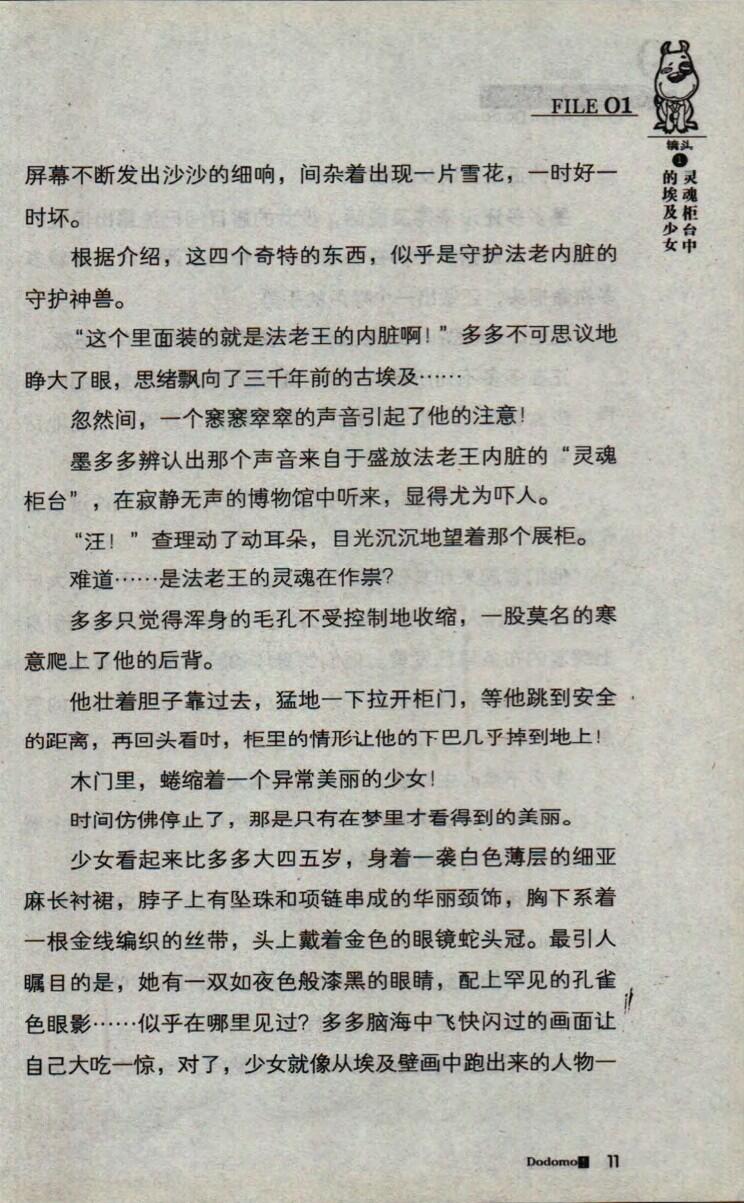 FILE 01
镜头
1
灵魂柜台中
的埃及少女
屏幕不断发出沙沙的细响，间杂着出现一片雪花，一时好一
时坏。
根据介绍，这四个奇特的东西，似乎是守护法老内脏的
守护神兽。
“这个里面装的就是法老王的内脏啊！”多多不可思议地
睁大了眼，思绪飘向了三千年前的古埃及……
忽然间，一个窸窸窣窣的声音引起了他的注意！
墨多多辨认出那个声音来自于盛放法老王内脏的“灵魂
柜台”，在寂静无声的博物馆中听来，显得尤为吓人。
“汪！”查理动了动耳朵，目光沉沉地望着那个展柜。
难道……是法老王的灵魂在作祟？
多多只觉得浑身的毛孔不受控制地收缩，一股莫名的寒
意爬上了他的后背。
他壮着胆子靠过去，猛地一下拉开柜门，等他跳到安全
的距离，再回头看时，柜里的情形让他的下巴几乎掉到地上！
木门里，蜷缩着一个异常美丽的少女！
时间仿佛停止了，那是只有在梦里才看得到的美丽。
少女看起来比多多大四五岁，身着一袭白色薄层的细亚
麻长衬裙，脖子上有坠珠和项链串成的华丽颈饰，胸下系着
一根金线编织的丝带，头上戴着金色的眼镜蛇头冠。最引人
瞩目的是，她有一双如夜色般漆黑的眼睛，配上罕见的孔雀
色眼影……似乎在哪里见过？多多脑海中飞快闪过的画面让
自己大吃一惊，对了，少女就像从埃及壁画中跑出来的人物一
Dodomo! 11